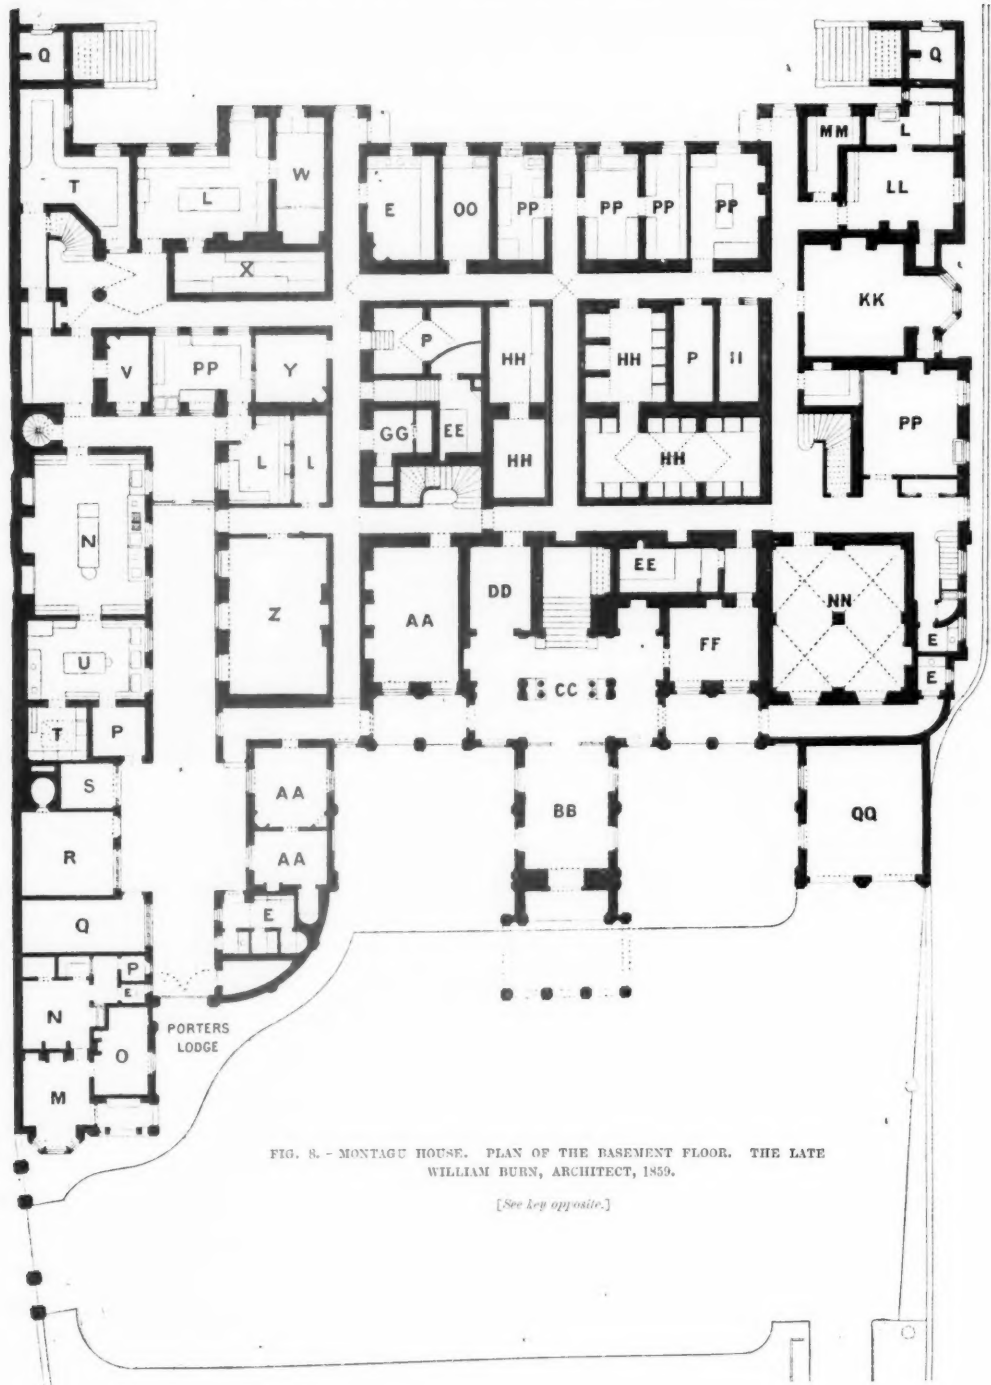 Q
Q
MM
L
T
L
W
E
OO
PP
PP
PP
PP
LL
X
KK
V
PP
Y
P
HH
HH
P
II
GG
EE
L
L
HH
HH
PP
N
Z
AA
DD
EE
NN
U
FF
E
CC
E
T
P
S
AA
BB
QQ
R
AA
Q
E
P
E
N
O
PORTERS
LODGE
M
FIG. 8. - MONTAGU HOUSE. PLAN OF THE BASEMENT FLOOR. THE LATE
WILLIAM BURN, ARCHITECT, 1859.
[See key opposite.]